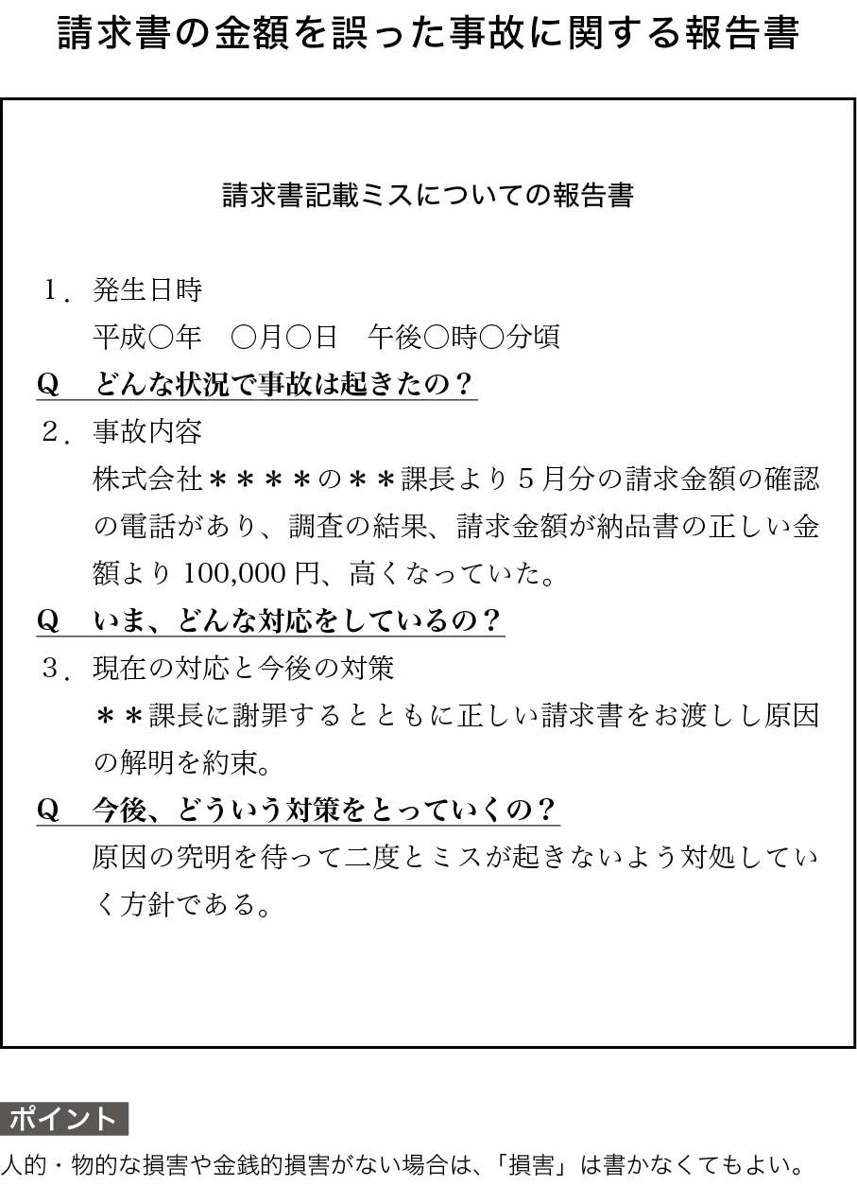 請求書の金額を誤った事故に関する報告書
請求書記載ミスについての報告書
１．発生日時
平成○年　○月○日　午後○時○分頃
Q　どんな状況で事故は起きたの？
２．事故内容
株式会社＊＊＊＊の＊＊課長より５月分の請求金額の確認
の電話があり、調査の結果、請求金額が納品書の正しい金
額より 100,000 円、高くなっていた。
Q　いま、どんな対応をしているの？
３．現在の対応と今後の対策
＊＊課長に謝罪するとともに正しい請求書をお渡しし原因
の解明を約束。
Q　今後、どういう対策をとっていくの？
原因の究明を待って二度とミスが起きないよう対処してい
く方針である。
ポイント
人的・物的な損害や金銭的損害がない場合は、「損害」は書かなくてもよい。